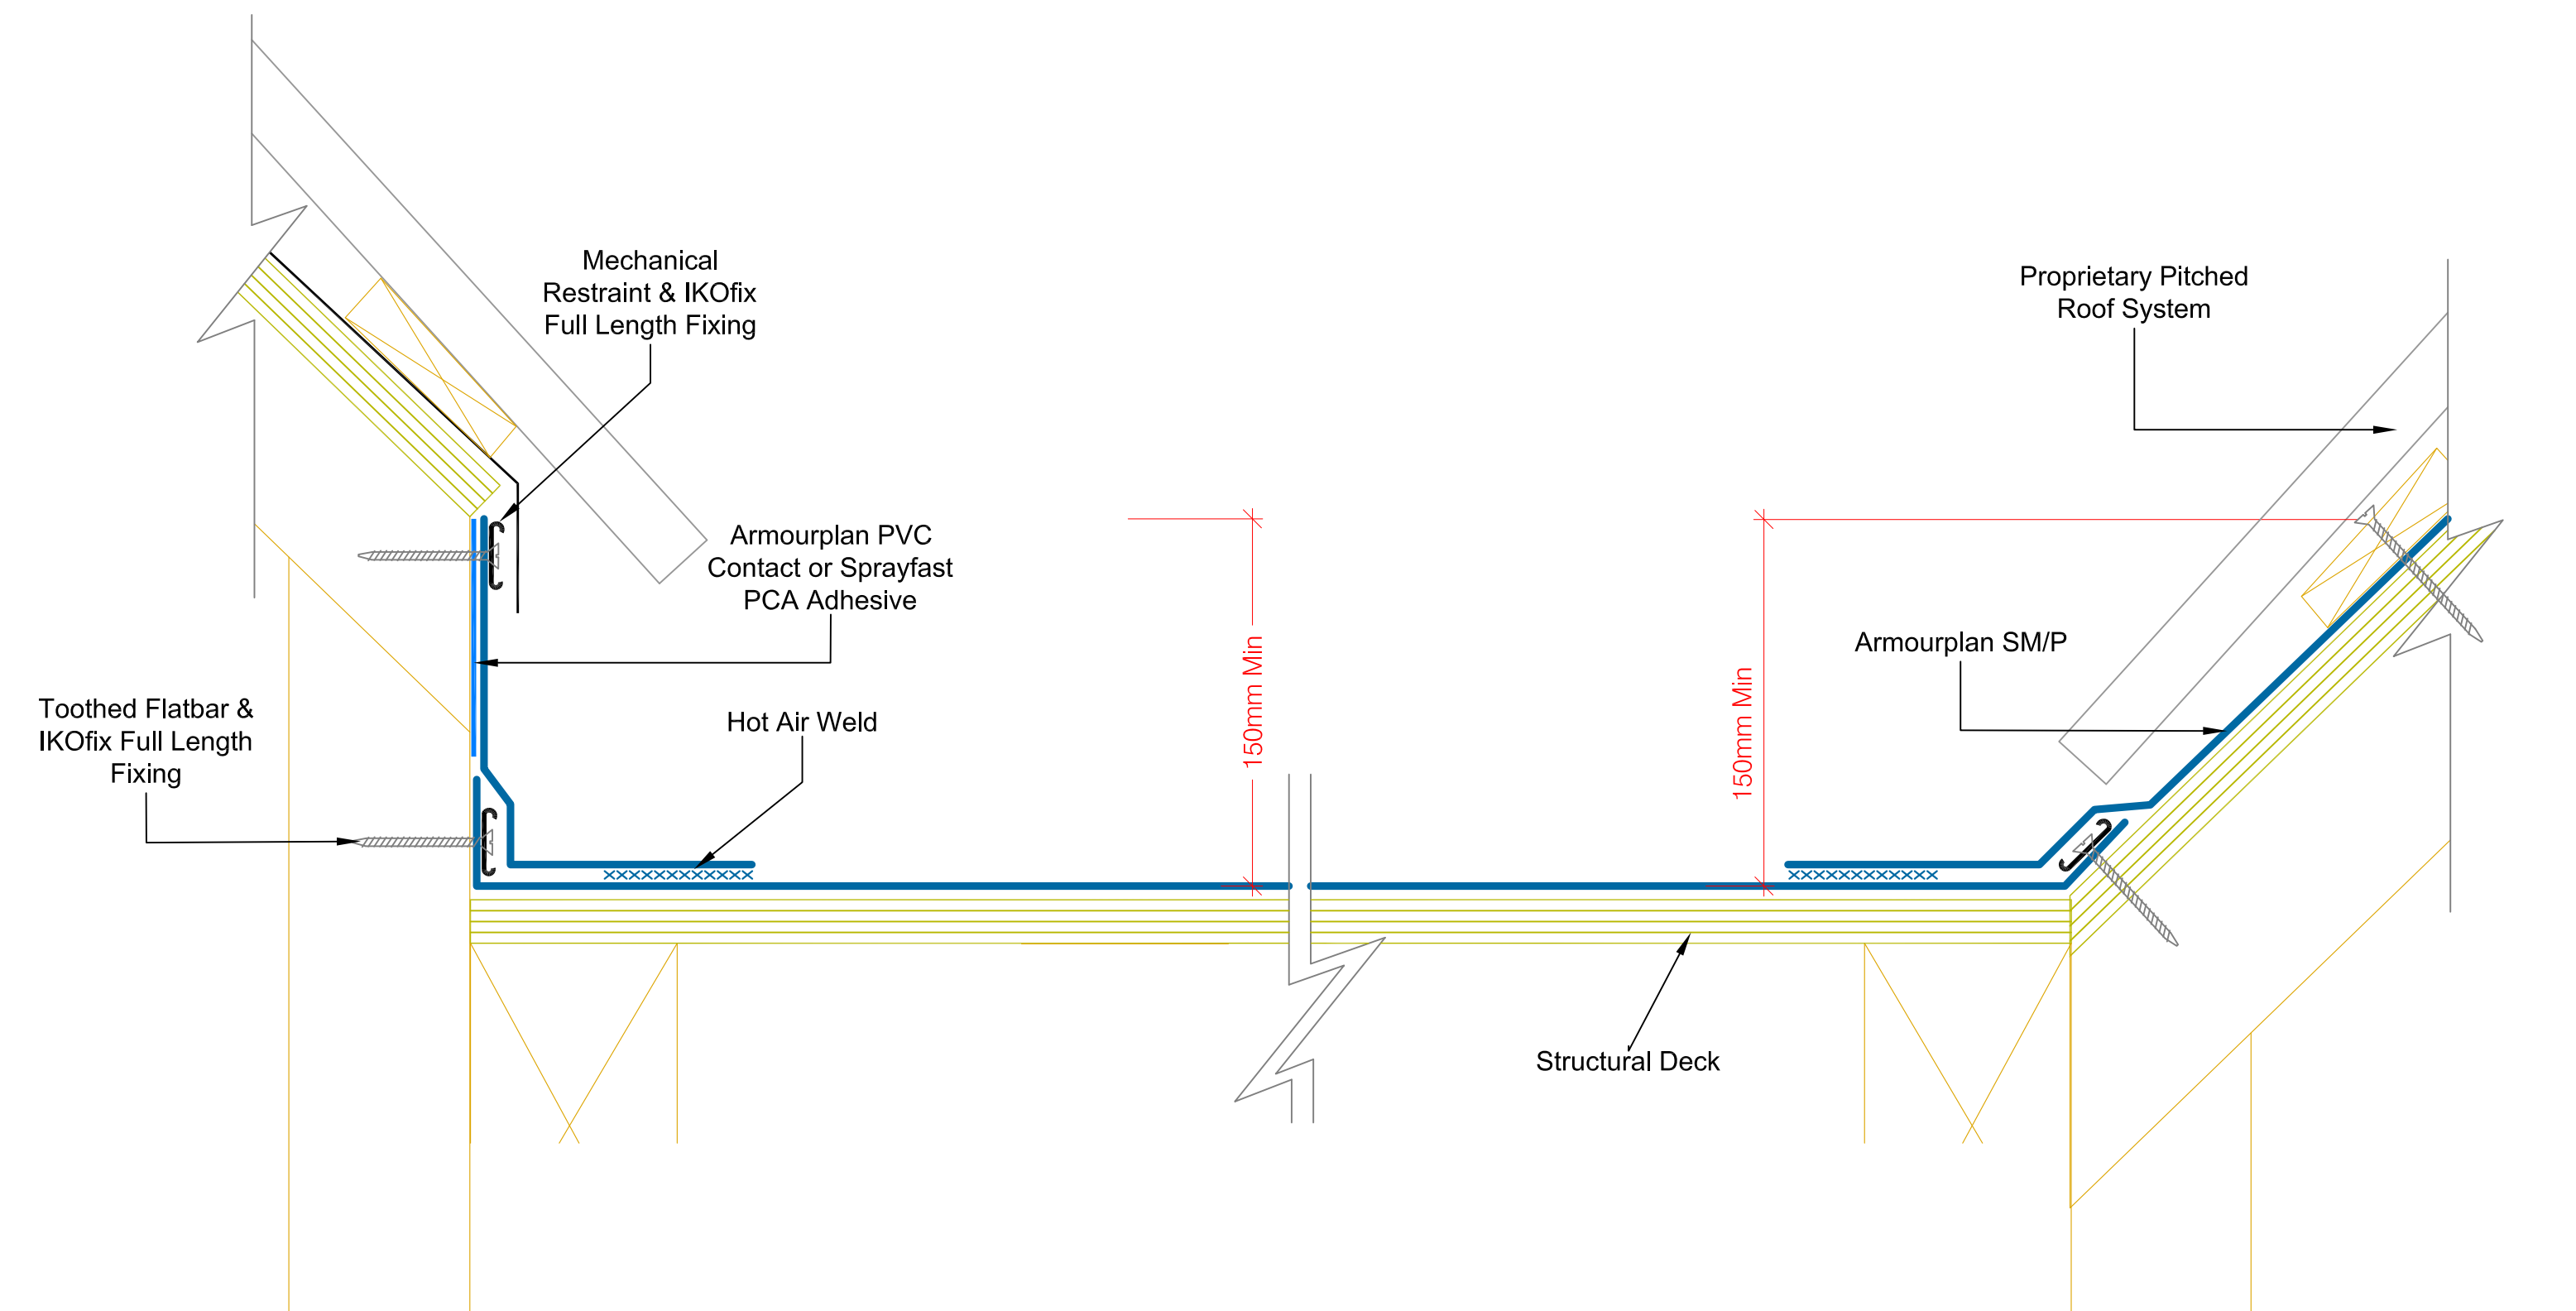 Mechanical
Restraint & IKOfix
Full Length Fixing
Proprietary Pitched
Roof System
Armourplan PVC
Contact or Sprayfast
PCA Adhesive
Armourplan SM/P
Toothed Flatbar &
IKOfix Full Length
Fixing
Hot Air Weld
150mm Min
150mm Min
Structural Deck